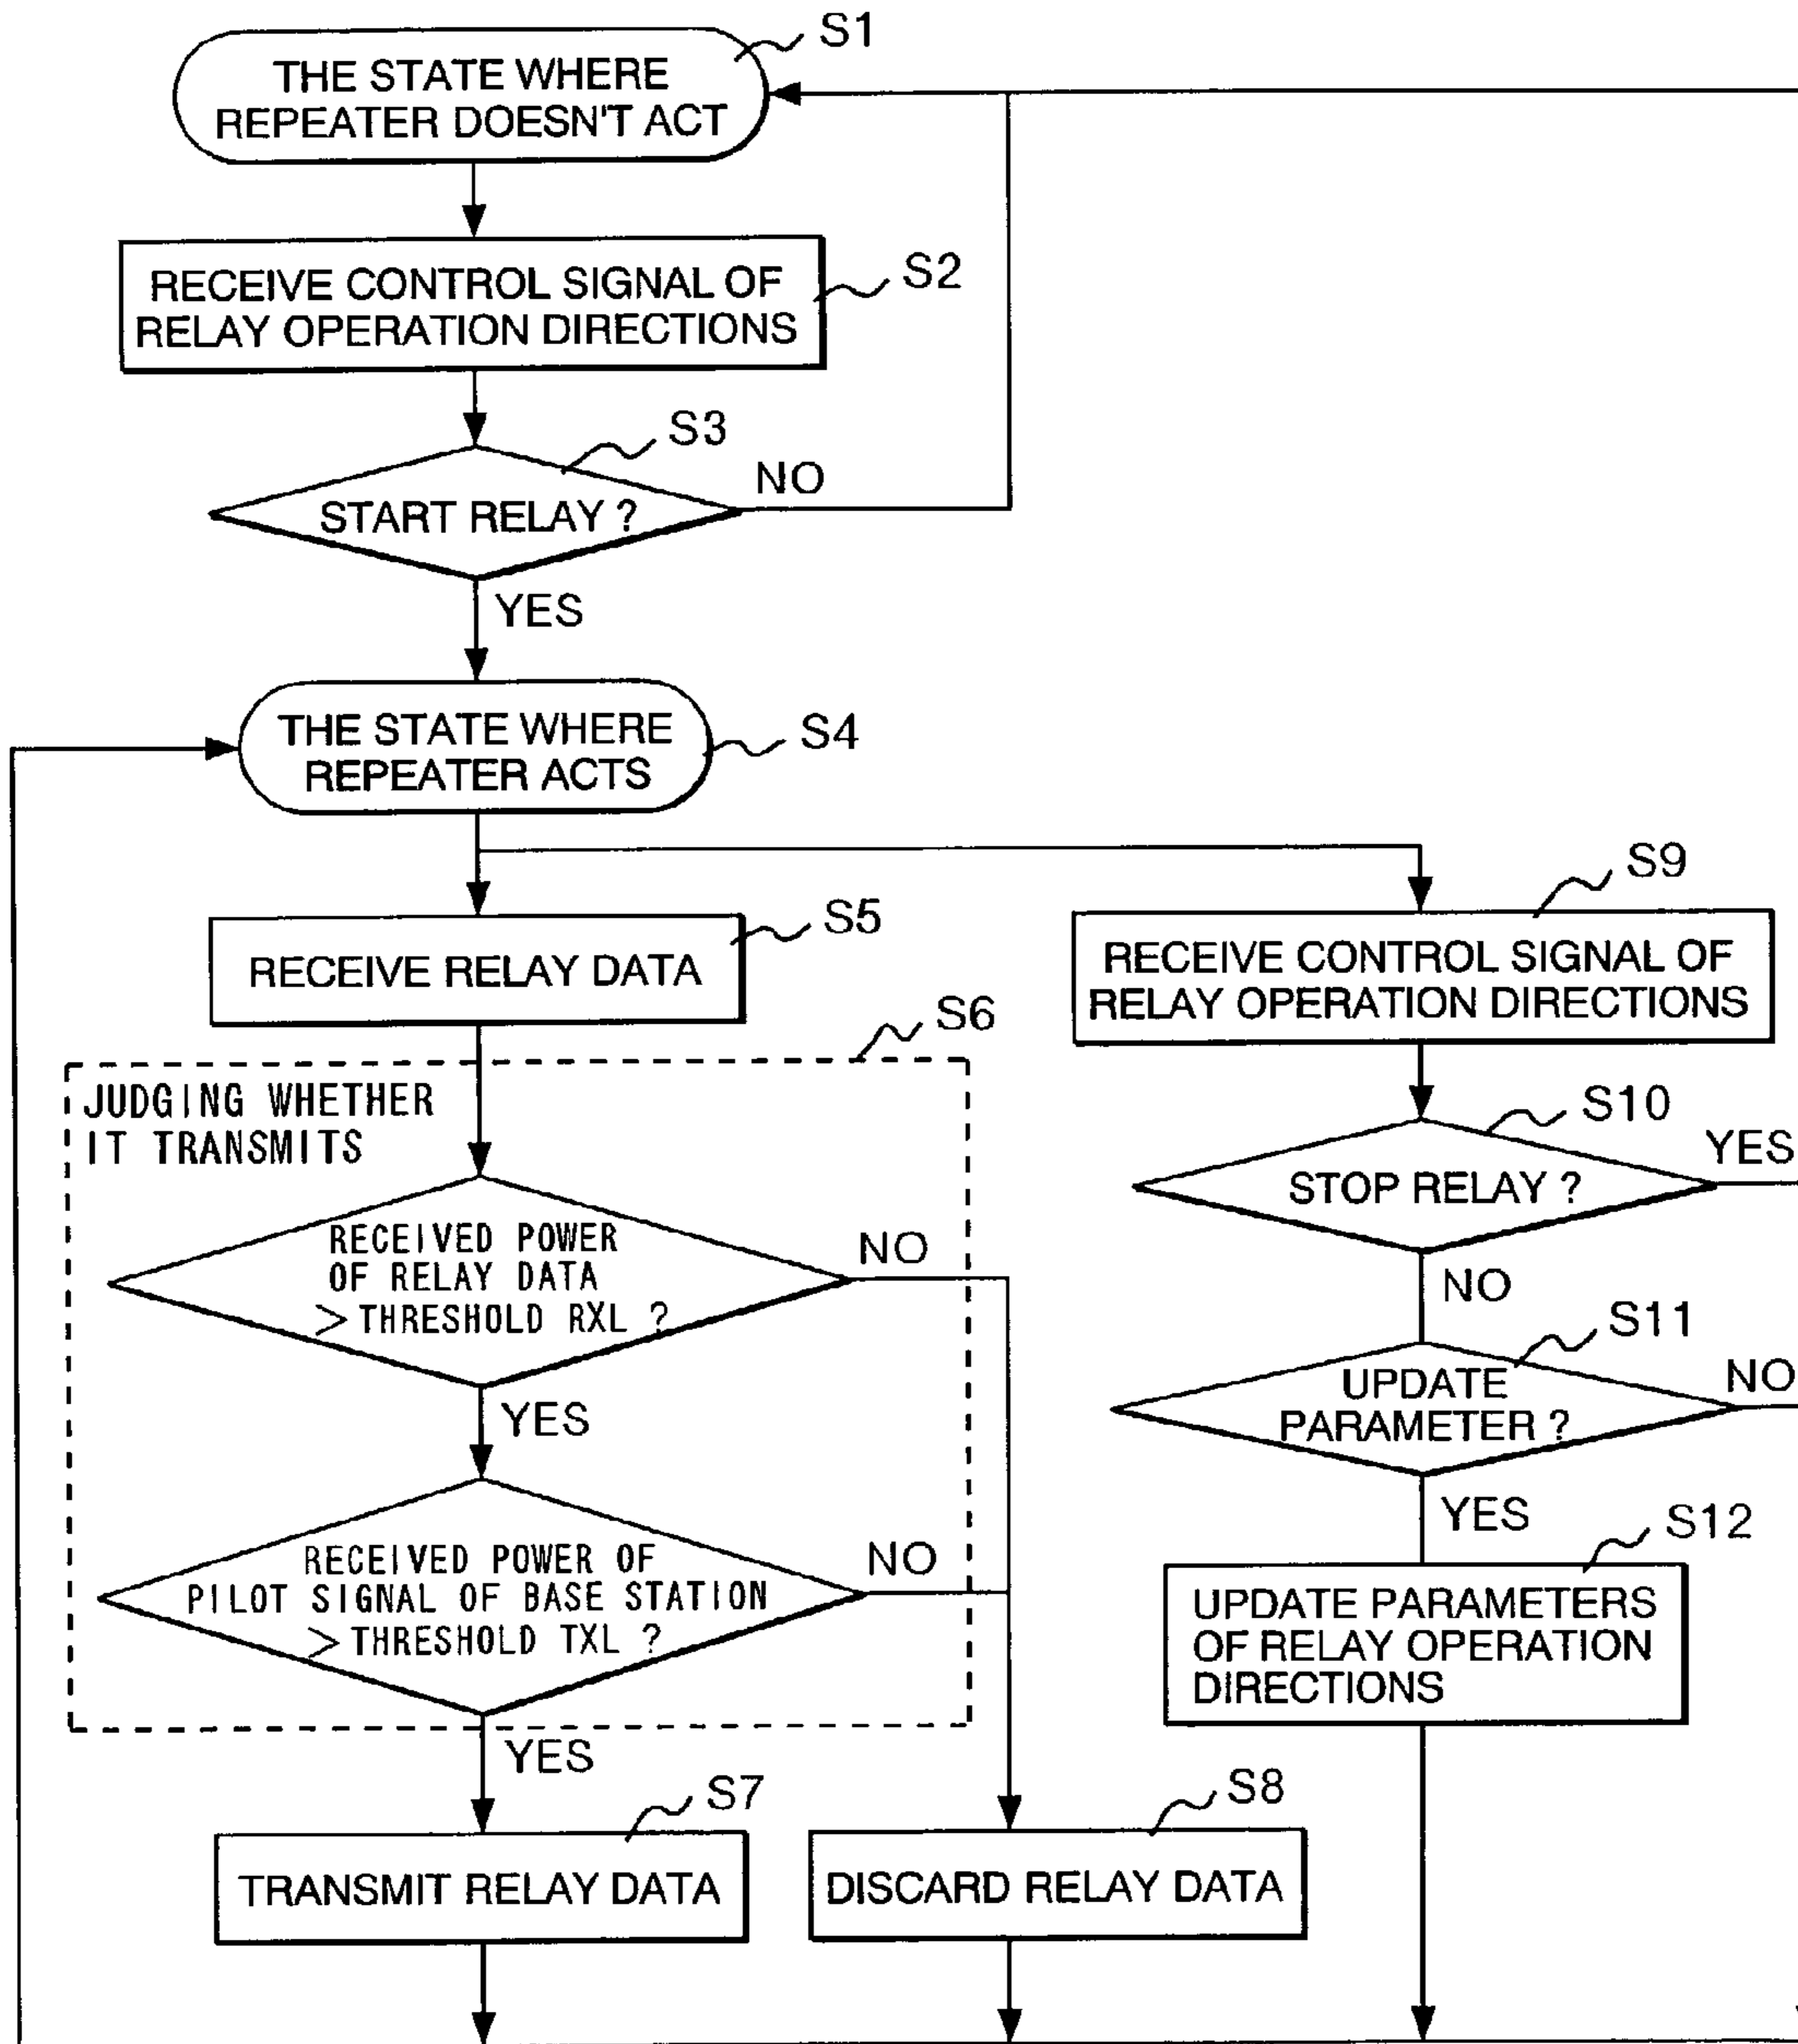 S1
THE STATE WHERE
REPEATER DOESN'T ACT
S2
RECEIVE CONTROL SIGNAL OF
RELAY OPERATION DIRECTIONS
S3
START RELAY ?
NO
YES
THE STATE WHERE
REPEATER ACTS
S4
S5
RECEIVE RELAY DATA
S6
JUDGING WHETHER
IT TRANSMITS
RECEIVED POWER
OF RELAY DATA
> THRESHOLD RXL ?
NO
YES
RECEIVED POWER OF
PILOT SIGNAL OF BASE STATION
> THRESHOLD TXL ?
NO
YES
S7
TRANSMIT RELAY DATA
S8
DISCARD RELAY DATA
S9
RECEIVE CONTROL SIGNAL OF
RELAY OPERATION DIRECTIONS
S10
STOP RELAY ?
YES
NO
S11
UPDATE
PARAMETER ?
NO
YES
S12
UPDATE PARAMETERS
OF RELAY OPERATION
DIRECTIONS